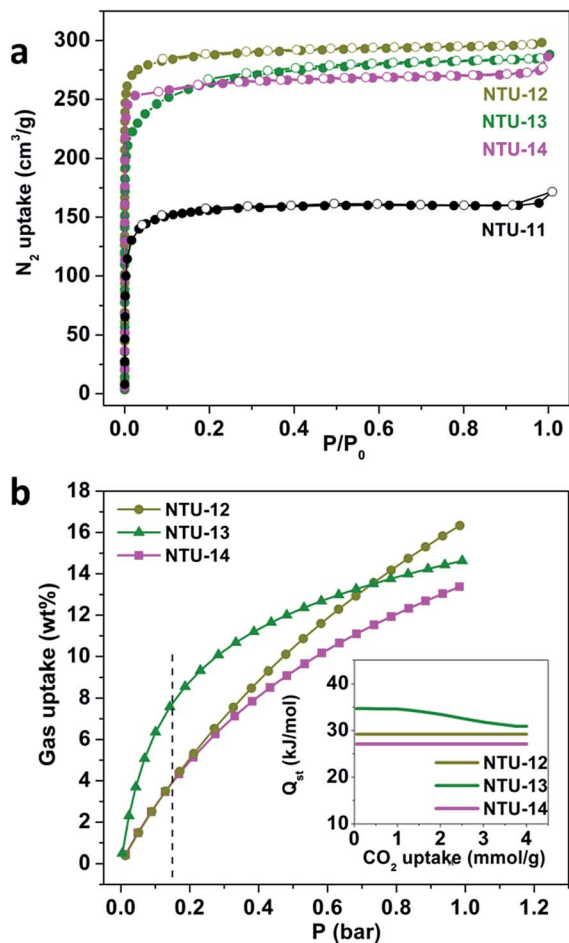 a
300
250
200
150
100
50
0
N₂ uptake (cm³/g)
NTU-12
NTU-13
NTU-14
NTU-11
0.0 0.2 0.4 0.6 0.8 1.0
P/P₀
b
18
16
14
12
10
8
6
4
2
0
Gas uptake (wt%)
NTU-12
NTU-13
NTU-14
40
30
20
10
Qst (kJ/mol)
NTU-12
NTU-13
NTU-14
0 1 2 3 4
CO₂ uptake (mmol/g)
0.0 0.2 0.4 0.6 0.8 1.0 1.2
P (bar)